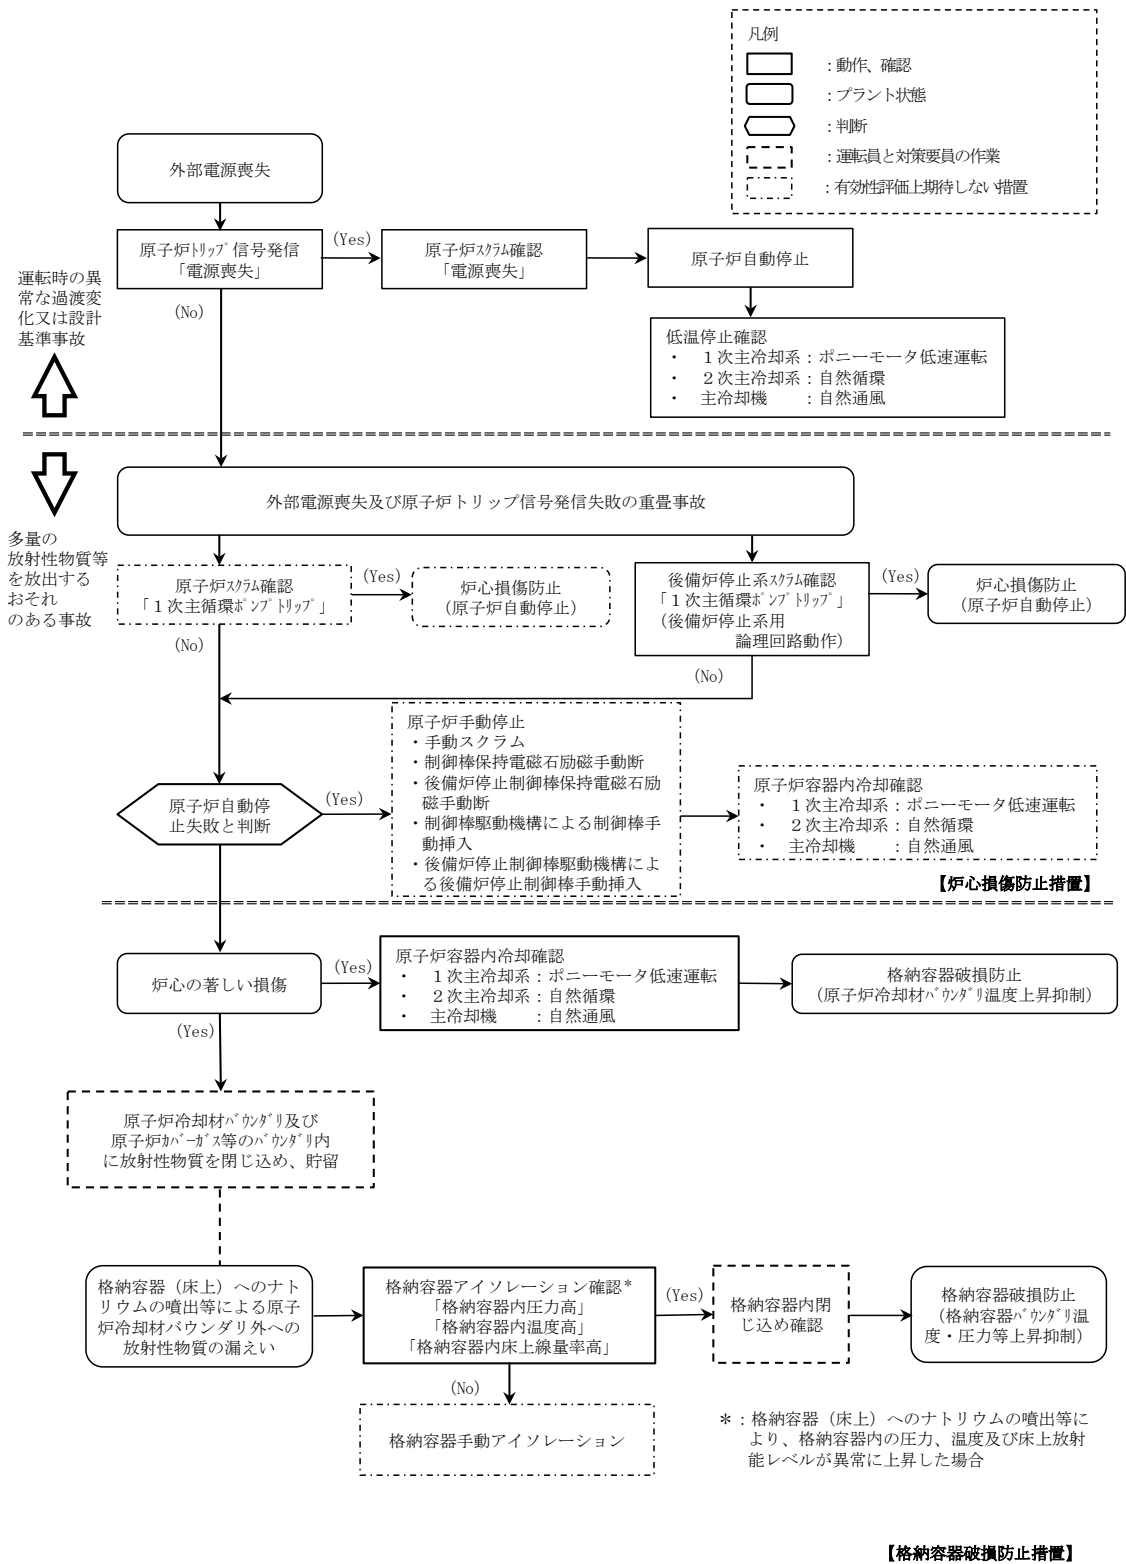 凡例
：動作、確認
：プラント状態
：判断
：運転員と対策要員の作業
：有効性評価上期待しない措置
外部電源喪失
原子炉ﾄﾘｯﾌﾟ信号発信
「電源喪失」
(Yes)
原子炉ｽｸﾗﾑ確認
「電源喪失」
原子炉自動停止
(No)
運転時の異
常な過渡変
化又は設計
基準事故
低温停止確認
・ １次主冷却系：ポニーモータ低速運転
・ ２次主冷却系：自然循環
・ 主冷却機 ：自然通風
外部電源喪失及び原子炉トリップ信号発信失敗の重畳事故
多量の
放射性物質等
を放出する
おそれ
のある事故
原子炉ｽｸﾗﾑ確認
「１次主循環ﾎﾟﾝﾌﾟﾄﾘｯﾌﾟ」
(Yes)
炉心損傷防止
（原子炉自動停止）
後備炉停止系ｽｸﾗﾑ確認
「１次主循環ﾎﾟﾝﾌﾟﾄﾘｯﾌﾟ」
（後備炉停止系用
論理回路動作）
(Yes)
炉心損傷防止
（原子炉自動停止）
(No)
(No)
原子炉手動停止
・手動スクラム
・制御棒保持電磁石励磁手動断
・後備炉停止制御棒保持電磁石励
磁手動断
・制御棒駆動機構による制御棒手
動挿入
・後備炉停止制御棒駆動機構によ
る後備炉停止制御棒手動挿入
原子炉自動停
止失敗と判断
(Yes)
原子炉容器内冷却確認
・ １次主冷却系：ポニーモータ低速運転
・ ２次主冷却系：自然循環
・ 主冷却機 ：自然通風
【炉心損傷防止措置】
炉心の著しい損傷
(Yes)
原子炉容器内冷却確認
・ １次主冷却系：ポニーモータ低速運転
・ ２次主冷却系：自然循環
・ 主冷却機 ：自然通風
格納容器破損防止
（原子炉冷却材ﾊﾞｳﾝﾀﾞﾘ温度上昇抑制）
(Yes)
原子炉冷却材ﾊﾞｳﾝﾀﾞﾘ及び
原子炉ｶﾊﾞｰｶﾞｽ等のﾊﾞｳﾝﾀﾞﾘ内
に放射性物質を閉じ込め、貯留
格納容器（床上）へのナト
リウムの噴出等による原子
炉冷却材バウンダリ外への
放射性物質の漏えい
格納容器アイソレーション確認＊
「格納容器内圧力高」
「格納容器内温度高」
「格納容器内床上線量率高」
(Yes)
格納容器内閉
じ込め確認
格納容器破損防止
（格納容器ﾊﾞｳﾝﾀﾞﾘ温
度・圧力等上昇抑制）
(No)
格納容器手動アイソレーション
＊：格納容器（床上）へのナトリウムの噴出等に
より、格納容器内の圧力、温度及び床上放射
能レベルが異常に上昇した場合
【格納容器破損防止措置】